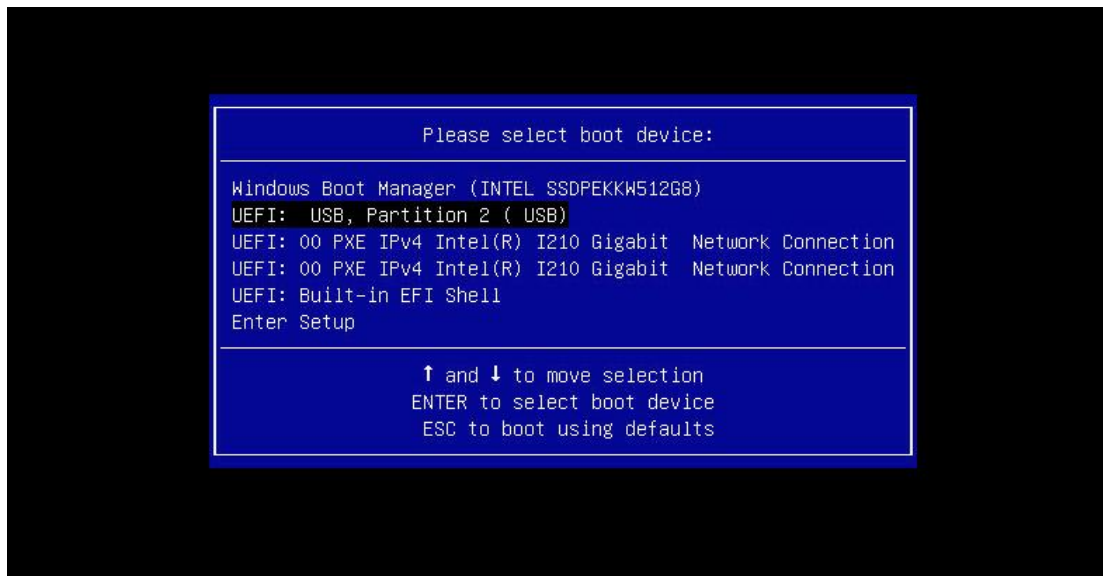 Please select boot device:
Windows Boot Manager (INTEL SSDPEKKW512G8)
UEFI:  USB, Partition 2 ( USB)
UEFI: 00 PXE IPv4 Intel(R) I210 Gigabit  Network Connection
UEFI: 00 PXE IPv4 Intel(R) I210 Gigabit  Network Connection
UEFI: Built-in EFI Shell
Enter Setup
↑ and ↓ to move selection
ENTER to select boot device
ESC to boot using defaults